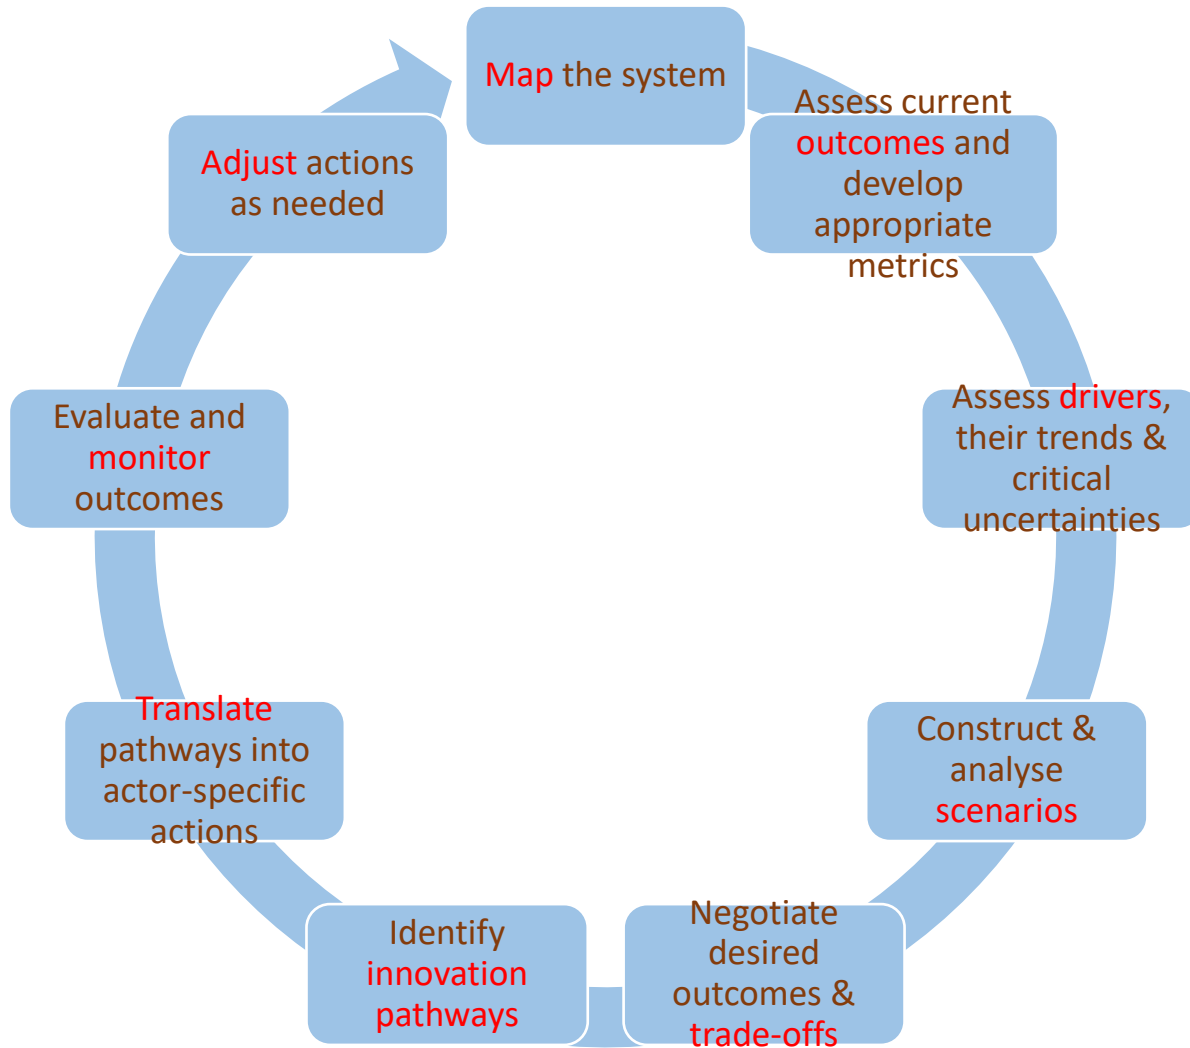 Map the system
Assess current
outcomes and
develop
appropriate
metrics
Assess drivers,
their trends &
critical
uncertainties
Construct &
analyse
scenarios
Negotiate
desired
outcomes &
trade-offs
Identify
innovation
pathways
Translate
pathways into
actor-specific
actions
Evaluate and
monitor
outcomes
Adjust actions
as needed